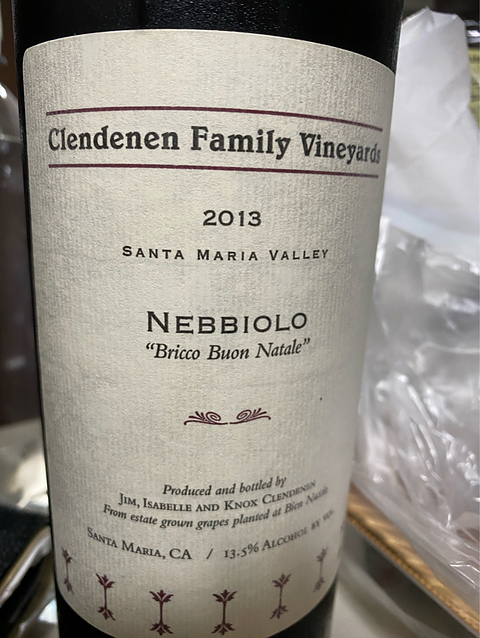 Clendenen Family Vineyards
2013
SANTA MARIA VALLEY
NEBBIOLO
“Bricco Buon Natale”
Produced and bottled by
JIM, ISABELLE AND KNOX CLENDENEN
From estate grown grapes planted at Bien Nacido
SANTA MARIA, CA / 13.5% ALCOHOL BY VOL.